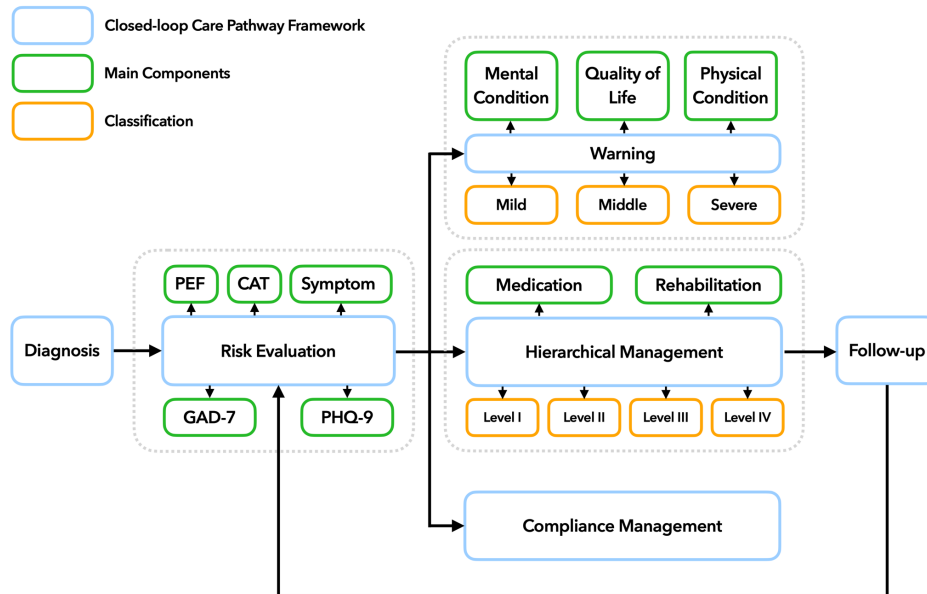 Closed-loop Care Pathway Framework
Main Components
Classification
Mental
Condition
Quality of
Life
Physical
Condition
Warning
Mild
Middle
Severe
PEF
CAT
Symptom
Medication
Rehabilitation
Diagnosis
Risk Evaluation
Hierarchical Management
Follow-up
GAD-7
PHQ-9
Level I
Level II
Level III
Level IV
Compliance Management